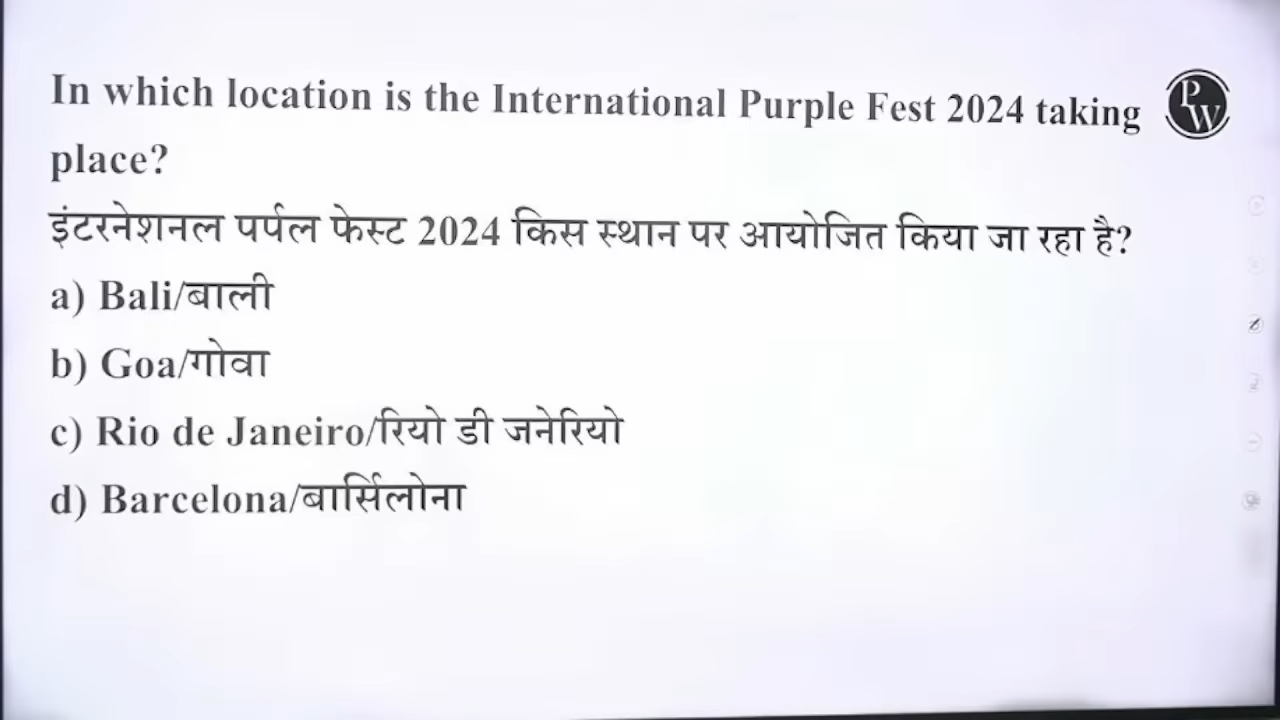 In which location is the International Purple Fest 2024 taking
place?
PW
इंटरनेशनल पर्पल फेस्ट 2024 किस स्थान पर आयोजित किया जा रहा है?
a) Bali/बाली
b) Goa/गोवा
c) Rio de Janeiro/रियो डी जनेरियो
d) Barcelona/बार्सिलोना